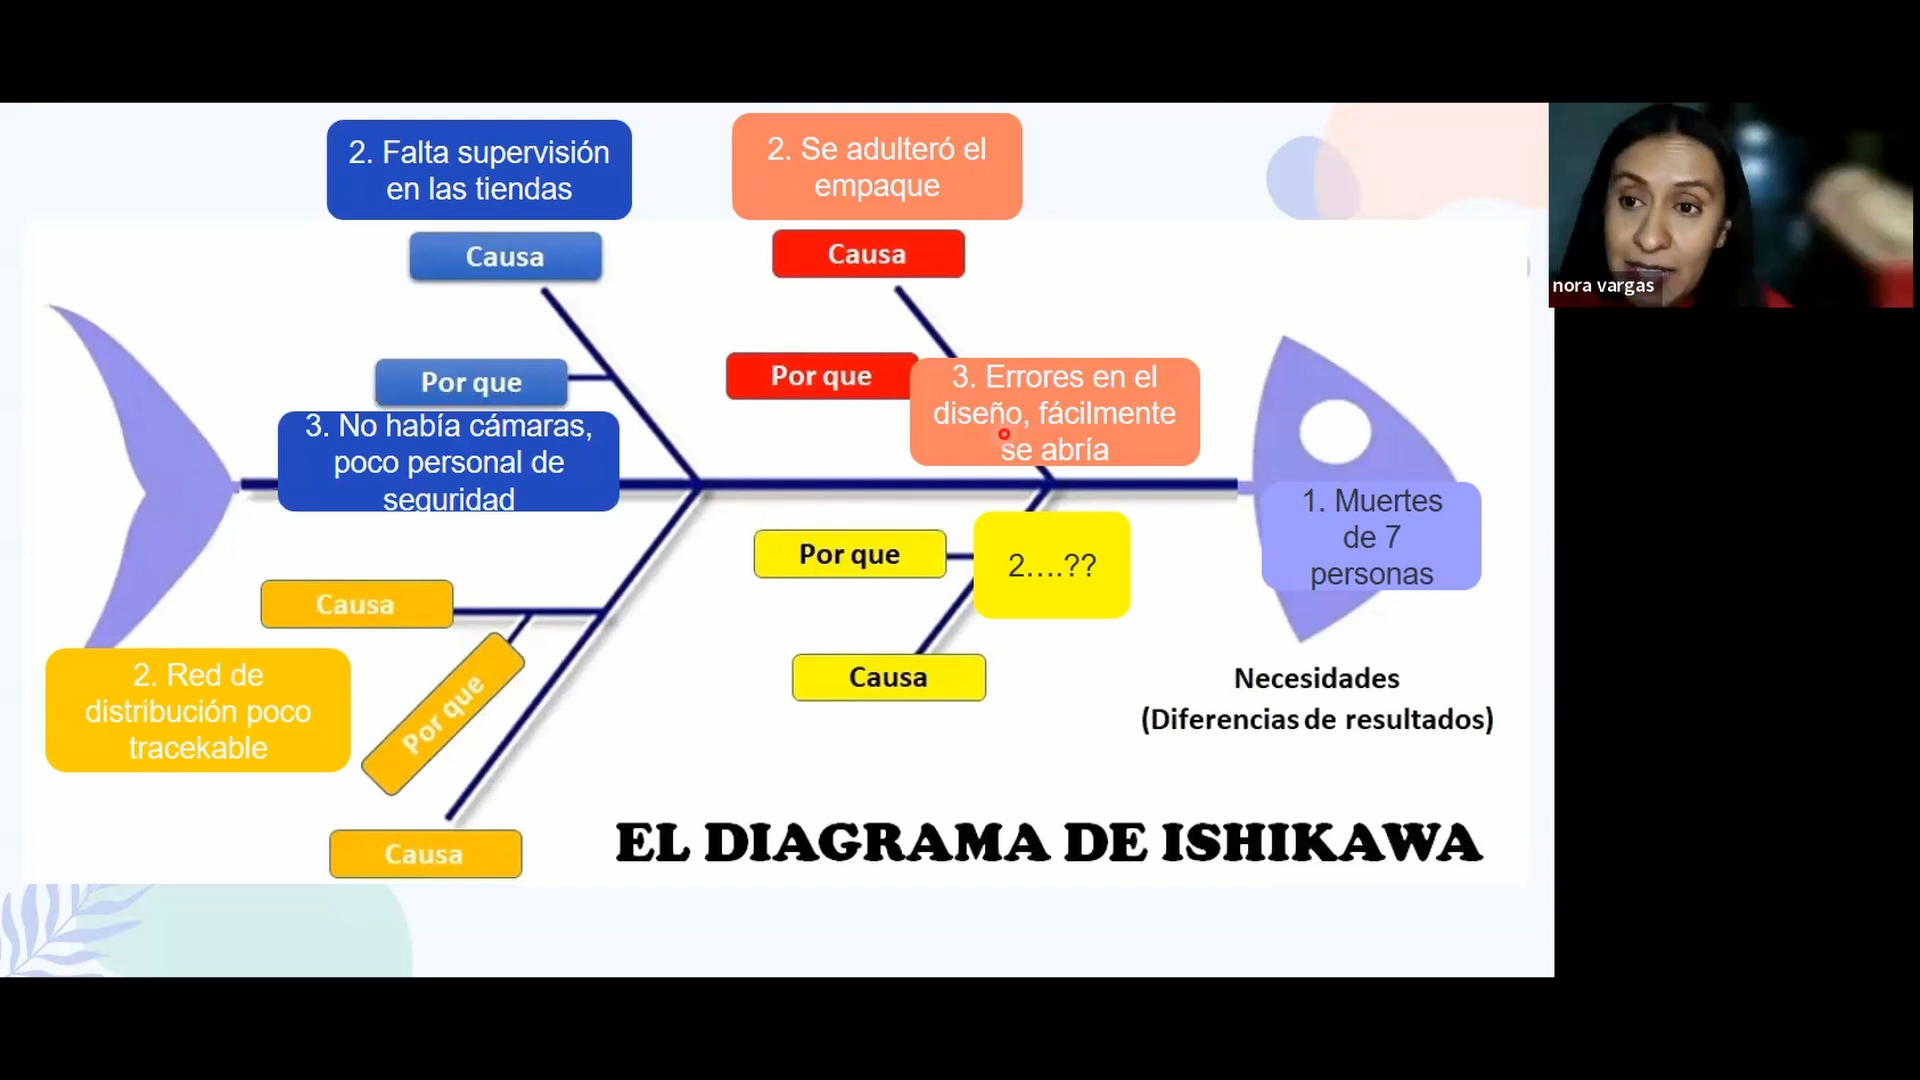 2. Falta supervisión
en las tiendas
2. Se adulteró el
empaque
Causa
Causa
nora vargas
Por que
Por que
3. Errores en el
diseño, fácilmente
se abría
3. No había cámaras,
poco personal de
seguridad
1. Muertes
de 7
personas
Por que
2....??
Causa
2. Red de
distribución poco
tracekable
Por que
Causa
Necesidades
(Diferencias de resultados)
EL DIAGRAMA DE ISHIKAWA
Causa